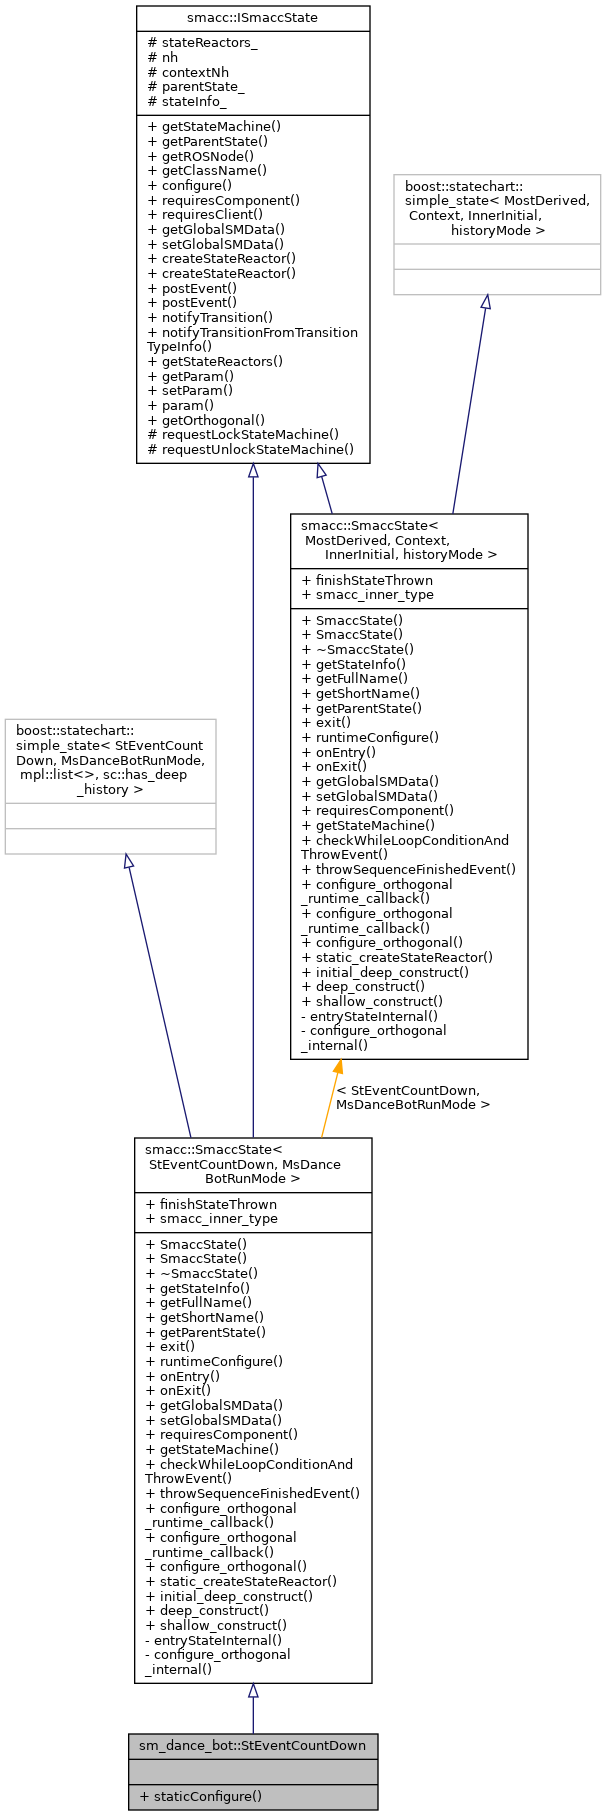 smacc::ISmaccState
# stateReactors_
# nh
# contextNh
# parentState_
# stateInfo_
+ getStateMachine()
+ getParentState()
+ getROSNode()
+ getClassName()
+ configure()
+ requiresComponent()
+ requiresClient()
+ getGlobalSMData()
+ setGlobalSMData()
+ createStateReactor()
+ createStateReactor()
+ postEvent()
+ postEvent()
+ notifyTransition()
+ notifyTransitionFromTransition
TypeInfo()
+ getStateReactors()
+ getParam()
+ setParam()
+ param()
+ getOrthogonal()
# requestLockStateMachine()
# requestUnlockStateMachine()
boost::statechart::
simple_state< MostDerived,
Context, InnerInitial,
historyMode >
smacc::SmaccState<
MostDerived, Context,
InnerInitial, historyMode >
+ finishStateThrown
+ smacc_inner_type
+ SmaccState()
+ SmaccState()
+ ~SmaccState()
+ getStateInfo()
+ getFullName()
+ getShortName()
+ getParentState()
+ exit()
+ runtimeConfigure()
+ onEntry()
+ onExit()
+ getGlobalSMData()
+ setGlobalSMData()
+ requiresComponent()
+ getStateMachine()
+ checkWhileLoopConditionAnd
ThrowEvent()
+ throwSequenceFinishedEvent()
+ configure_orthogonal
_runtime_callback()
+ configure_orthogonal
_runtime_callback()
+ configure_orthogonal()
+ static_createStateReactor()
+ initial_deep_construct()
+ deep_construct()
+ shallow_construct()
- entryStateInternal()
- configure_orthogonal
_internal()
boost::statechart::
simple_state< StEventCount
Down, MsDanceBotRunMode,
mpl::list<>, sc::has_deep
_history >
< StEventCountDown,
MsDanceBotRunMode >
smacc::SmaccState<
StEventCountDown, MsDance
BotRunMode >
+ finishStateThrown
+ smacc_inner_type
+ SmaccState()
+ SmaccState()
+ ~SmaccState()
+ getStateInfo()
+ getFullName()
+ getShortName()
+ getParentState()
+ exit()
+ runtimeConfigure()
+ onEntry()
+ onExit()
+ getGlobalSMData()
+ setGlobalSMData()
+ requiresComponent()
+ getStateMachine()
+ checkWhileLoopConditionAnd
ThrowEvent()
+ throwSequenceFinishedEvent()
+ configure_orthogonal
_runtime_callback()
+ configure_orthogonal
_runtime_callback()
+ configure_orthogonal()
+ static_createStateReactor()
+ initial_deep_construct()
+ deep_construct()
+ shallow_construct()
- entryStateInternal()
- configure_orthogonal
_internal()
sm_dance_bot::StEventCountDown
+ staticConfigure()